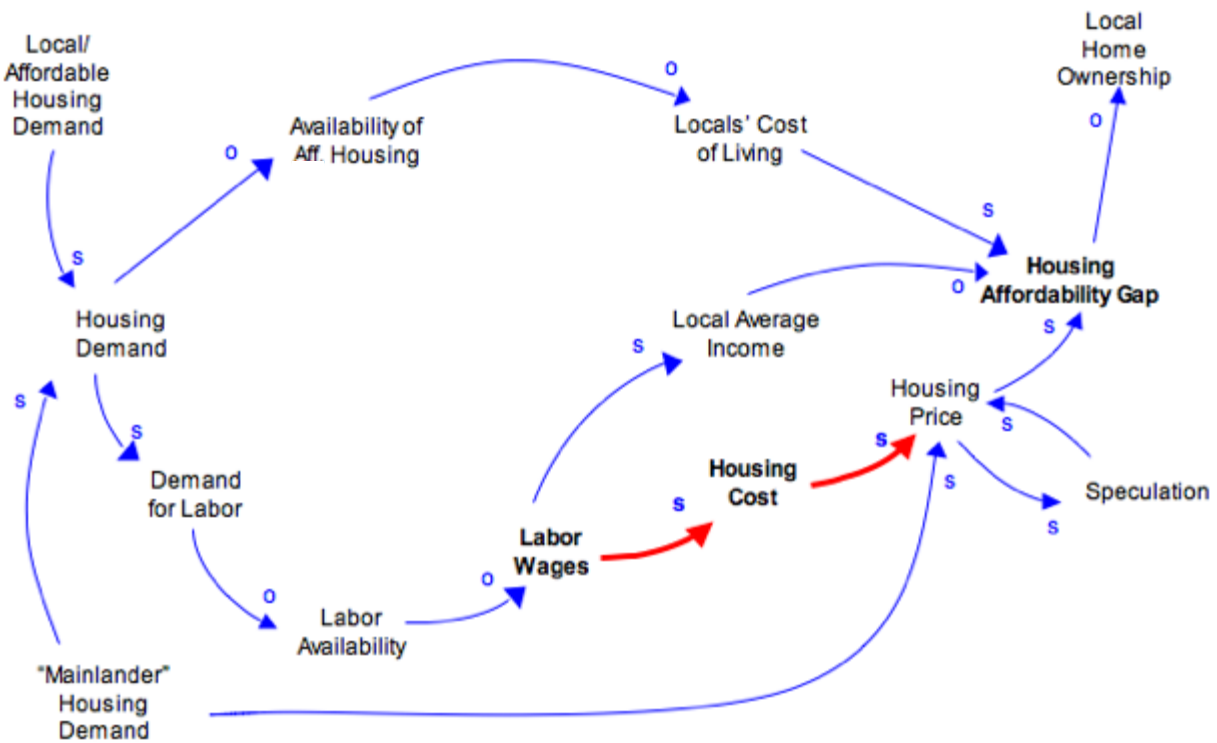 Local/
Affordable
Housing
Demand
s
Housing
Demand
o
Availability of
Aff. Housing
o
Locals' Cost
of Living
s
Local
Home
Ownership
o
Housing
Affordability Gap
o
Local Average
Income
s
s
Housing
Price
s
s
Speculation
s
s
Housing
Cost
s
s
Labor
Wages
s
Demand
for Labor
o
o
Labor
Availability
s
"Mainlander"
Housing
Demand